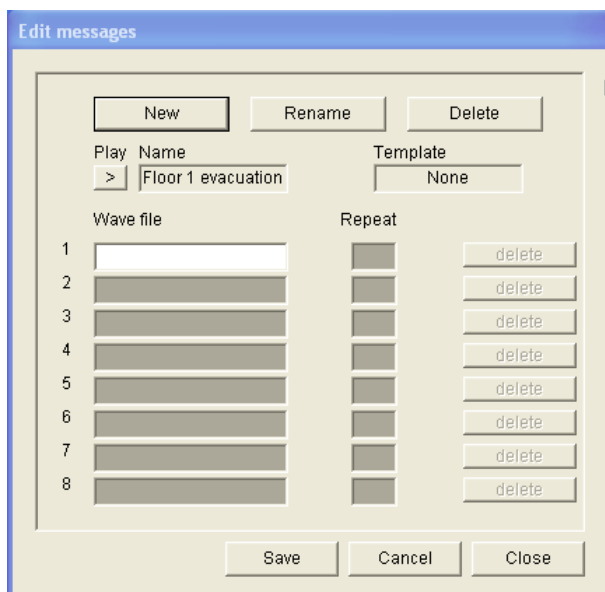 Edit messages
New Rename Delete
Play Name Template
> Floor 1 evacuation None
Wave file Repeat
1 delete
2 delete
3 delete
4 delete
5 delete
6 delete
7 delete
8 delete
Save Cancel Close